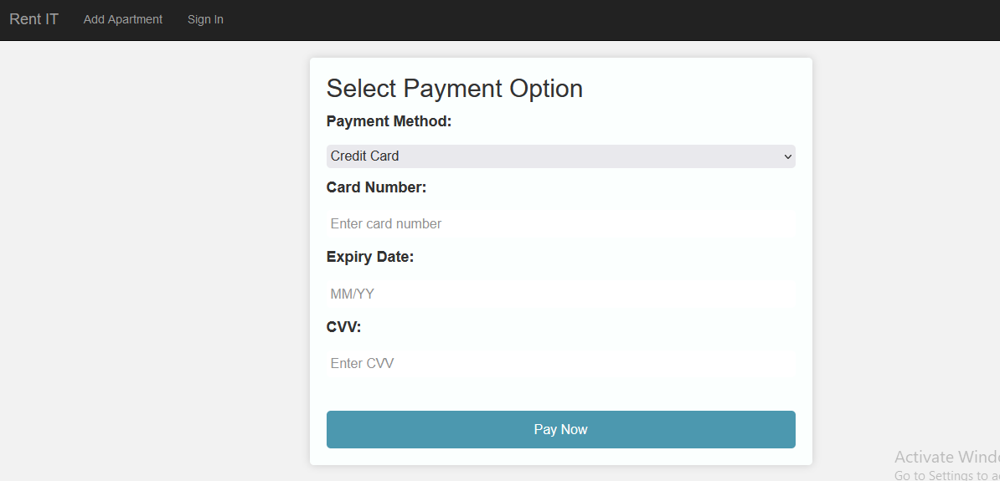 Rent IT Add Apartment Sign In
Select Payment Option
Payment Method:
Credit Card
Card Number:
Enter card number
Expiry Date:
MM/YY
CVV:
Enter CVV
Pay Now
Activate
Go to Settings to